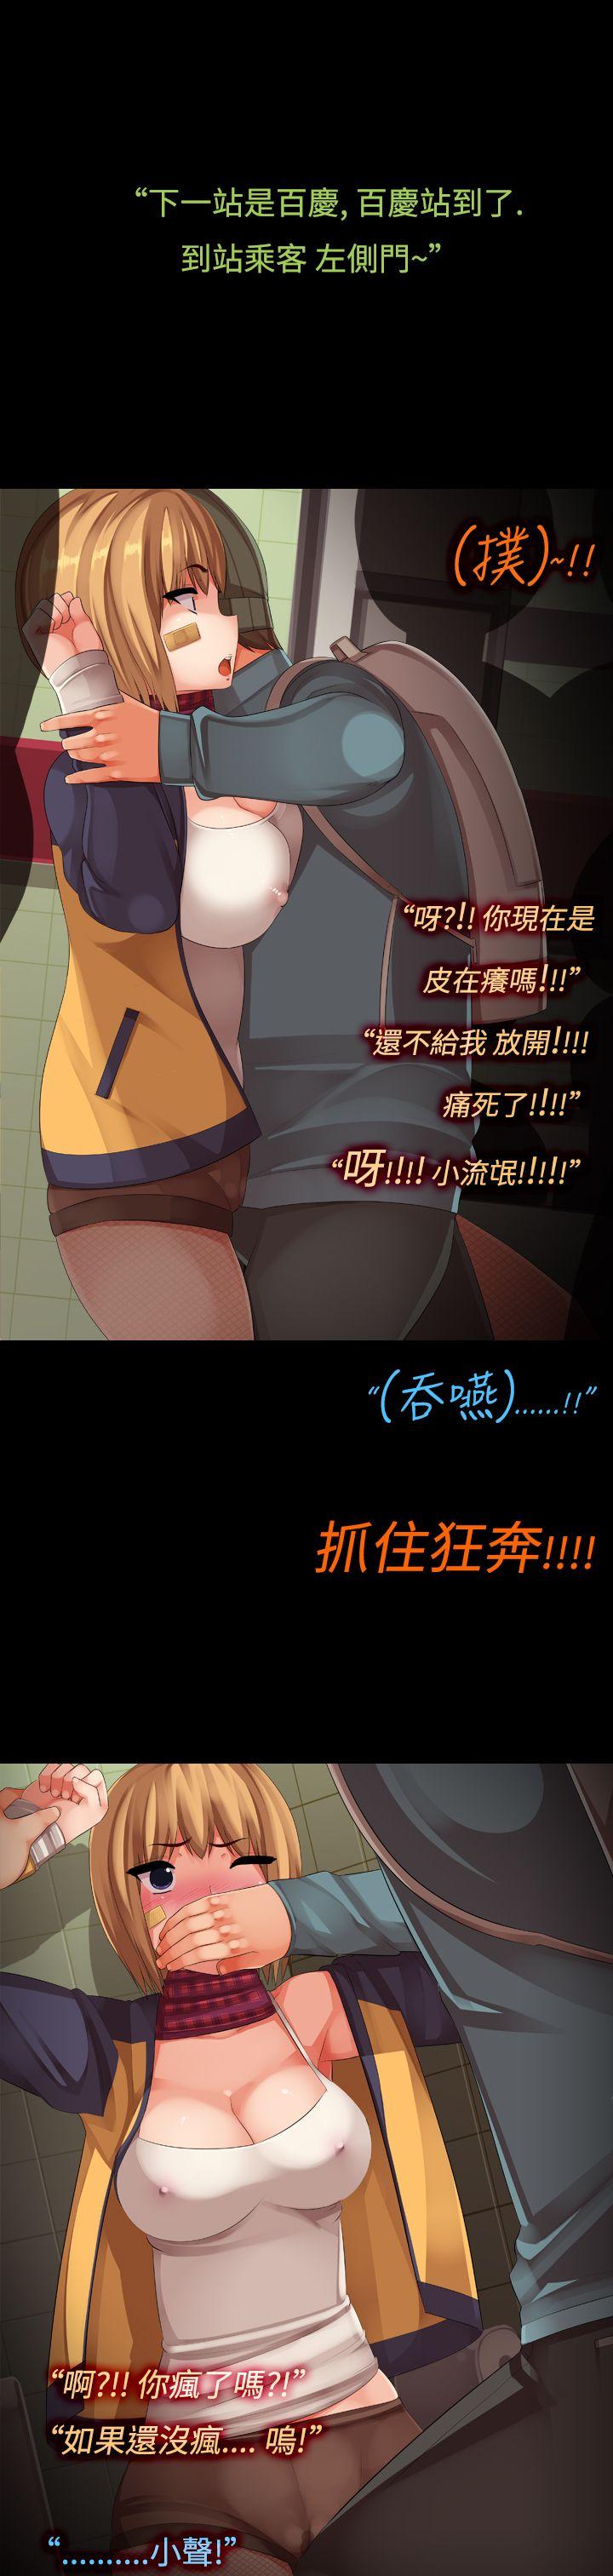 “下一站是百慶, 百慶站到了.
到站乘客 左側門~”
(撲)~!!
“呀?!! 你現在是
皮在癢嗎!!!”
“還不給我 放開!!!!
痛死了!!!!”
“呀!!!! 小流氓!!!!!”
“(吞嚥)......!!”
抓住狂奔!!!!
“啊?!! 你瘋了嗎?!”
“如果還沒瘋.... 嗚!”
“..........小聲!”